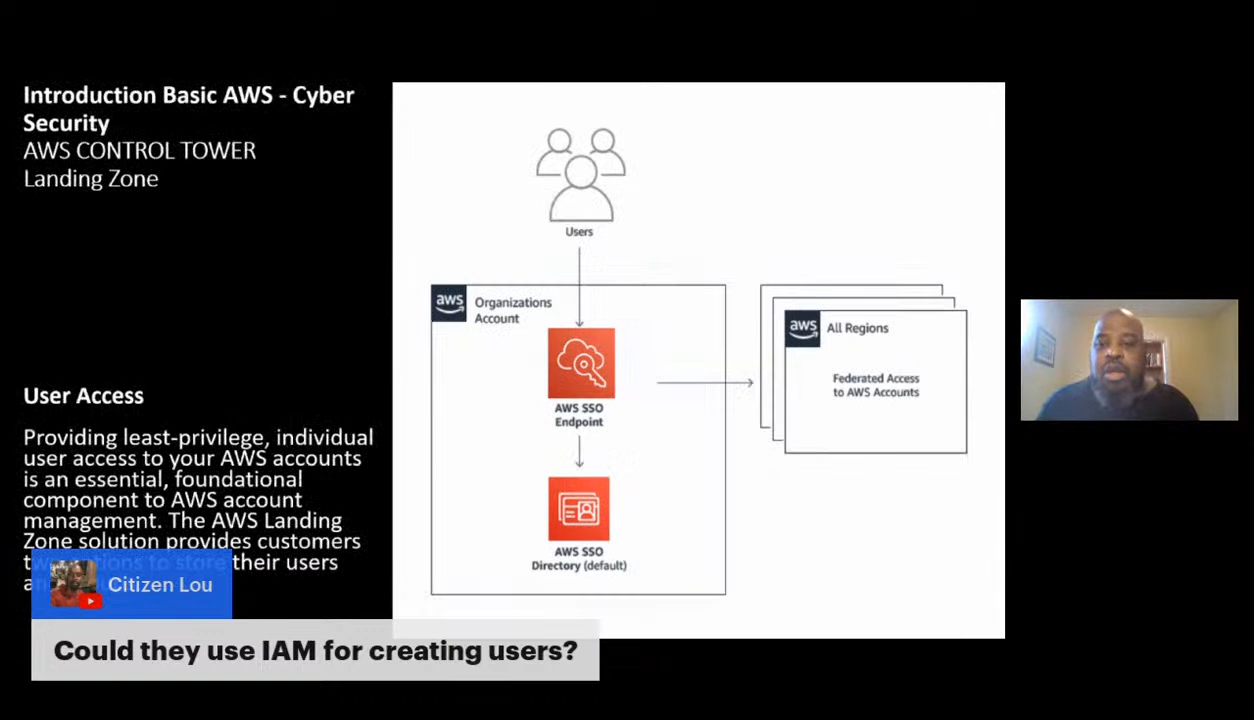 Introduction Basic AWS - Cyber
Security
AWS CONTROL TOWER
Landing Zone
User Access
Providing least-privilege, individual
user access to your AWS accounts
is an essential, foundational
component to AWS account
management. The AWS Landing
Zone solution provides customers
to store their users
Citizen Lou
Could they use IAM for creating users?
Users
aws
Organizations
Account
AWS SSO
Endpoint
AWS SSO
Directory (default)
aws
All Regions
Federated Access
to AWS Accounts